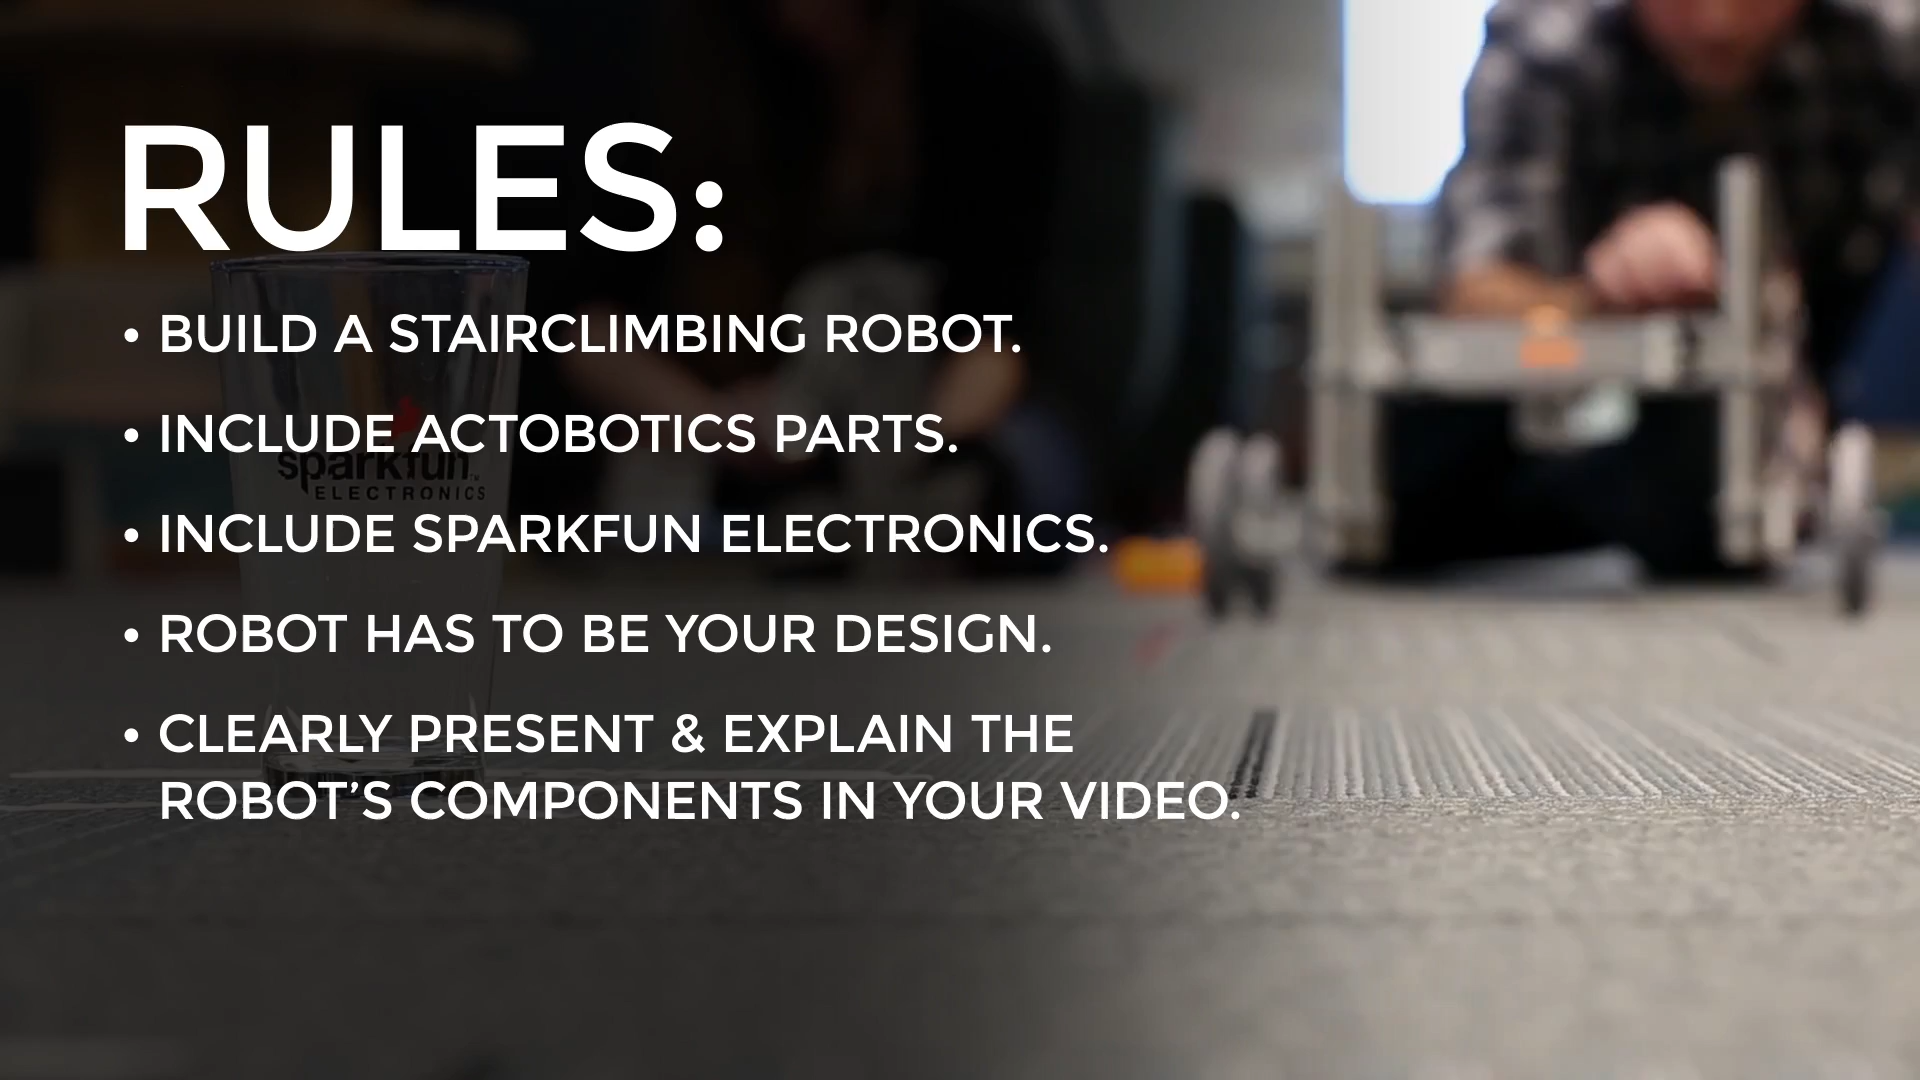 RULES:
• BUILD A STAIRCLIMBING ROBOT.
• INCLUDE ACTOBOTICS PARTS.
sparkfun™
ELECTRONICS
• INCLUDE SPARKFUN ELECTRONICS.
• ROBOT HAS TO BE YOUR DESIGN.
• CLEARLY PRESENT & EXPLAIN THE
ROBOT’S COMPONENTS IN YOUR VIDEO.